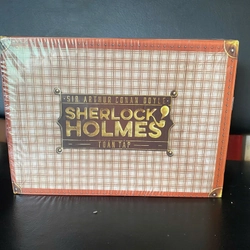 SIR ARTHUR CONAN DOYLE
SHERLOCK
HOLMES
TOÀN TẬP